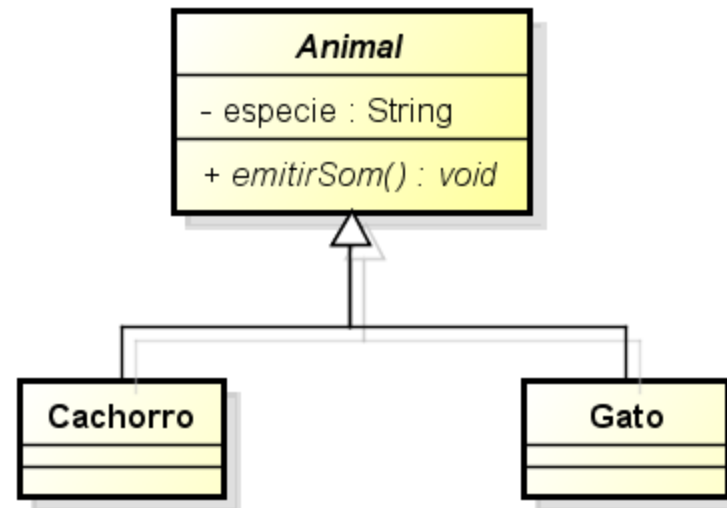 Animal
- especie : String
+ emitirSom() : void
Cachorro
Gato